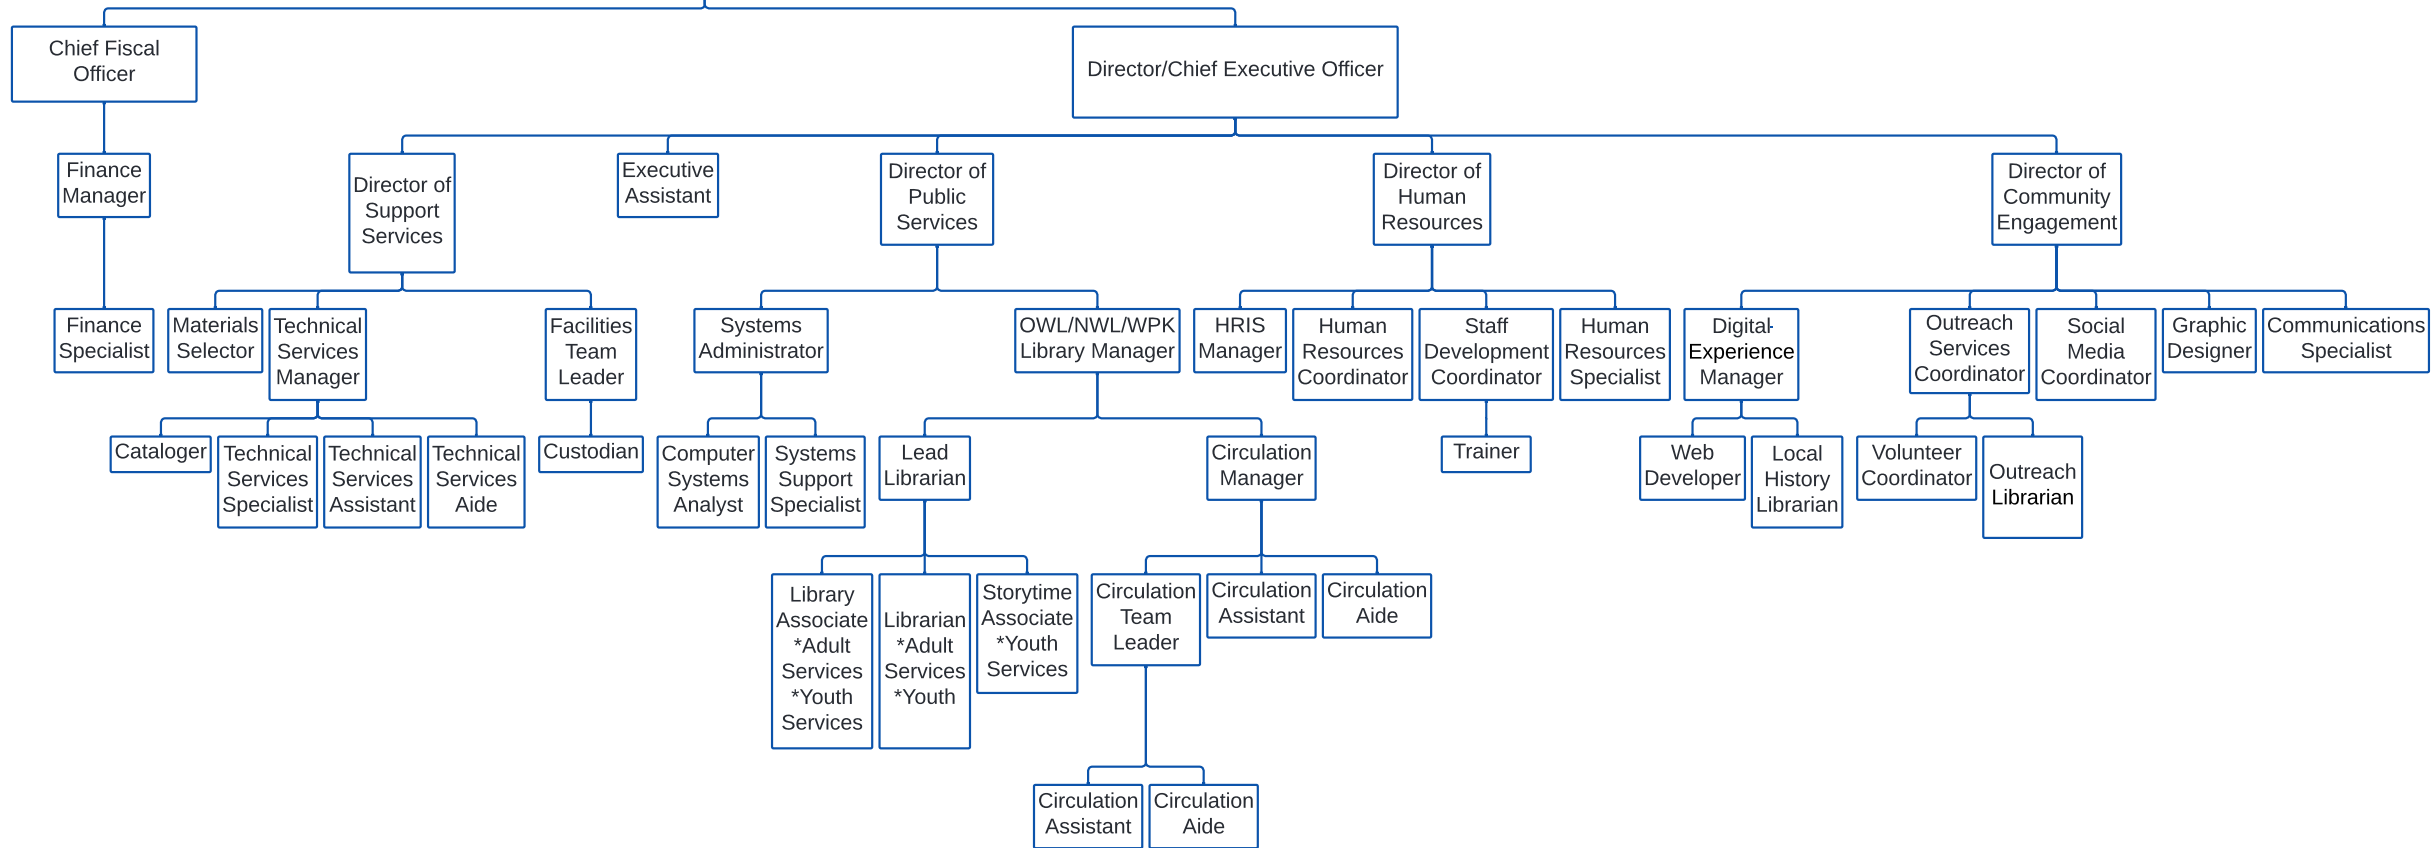 Chief Fiscal
Officer
Director/Chief Executive Officer
Finance
Manager
Director of
Support
Services
Executive
Assistant
Director of
Public
Services
Director of
Human
Resources
Director of
Community
Engagement
Finance
Specialist
Materials
Selector
Technical
Services
Manager
Facilities
Team
Leader
Systems
Administrator
OWL/NWL/WPK
Library Manager
HRIS
Manager
Human
Resources
Coordinator
Staff
Development
Coordinator
Human
Resources
Specialist
Digital
Experience
Manager
Outreach
Services
Coordinator
Social
Media
Coordinator
Graphic
Designer
Communications
Specialist
Cataloger
Technical
Services
Specialist
Technical
Services
Assistant
Technical
Services
Aide
Custodian
Computer
Systems
Analyst
Systems
Support
Specialist
Lead
Librarian
Circulation
Manager
Trainer
Web
Developer
Local
History
Librarian
Volunteer
Coordinator
Outreach
Librarian
Library
Associate
*Adult
Services
*Youth
Services
Librarian
*Adult
Services
*Youth
Storytime
Associate
*Youth
Services
Circulation
Team
Leader
Circulation
Assistant
Circulation
Aide
Circulation
Assistant
Circulation
Aide